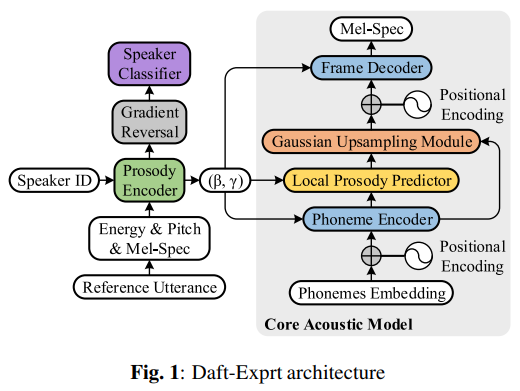 Speaker
Classifier
Gradient
Reversal
Speaker ID
Prosody
Encoder
(β, γ)
Energy & Pitch
& Mel-Spec
Reference Utterance
Mel-Spec
Frame Decoder
Positional
Encoding
Gaussian Upsampling Module
Local Prosody Predictor
Phoneme Encoder
Positional
Encoding
Phonemes Embedding
Core Acoustic Model
Fig. 1: Daft-Exprt architecture